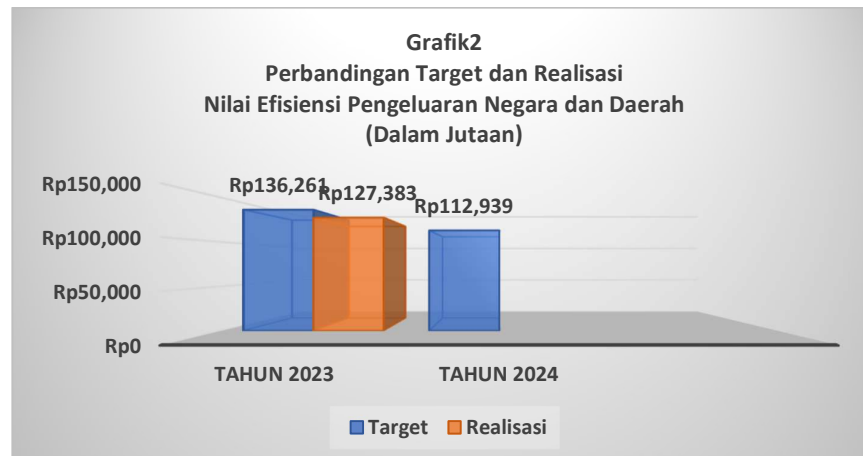 Grafik2
Perbandingan Target dan Realisasi
Nilai Efisiensi Pengeluaran Negara dan Daerah
(Dalam Jutaan)
Rp150,000
Rp136,261
Rp127,383
Rp112,939
Rp100,000
Rp50,000
Rp0
TAHUN 2023
TAHUN 2024
Target
Realisasi